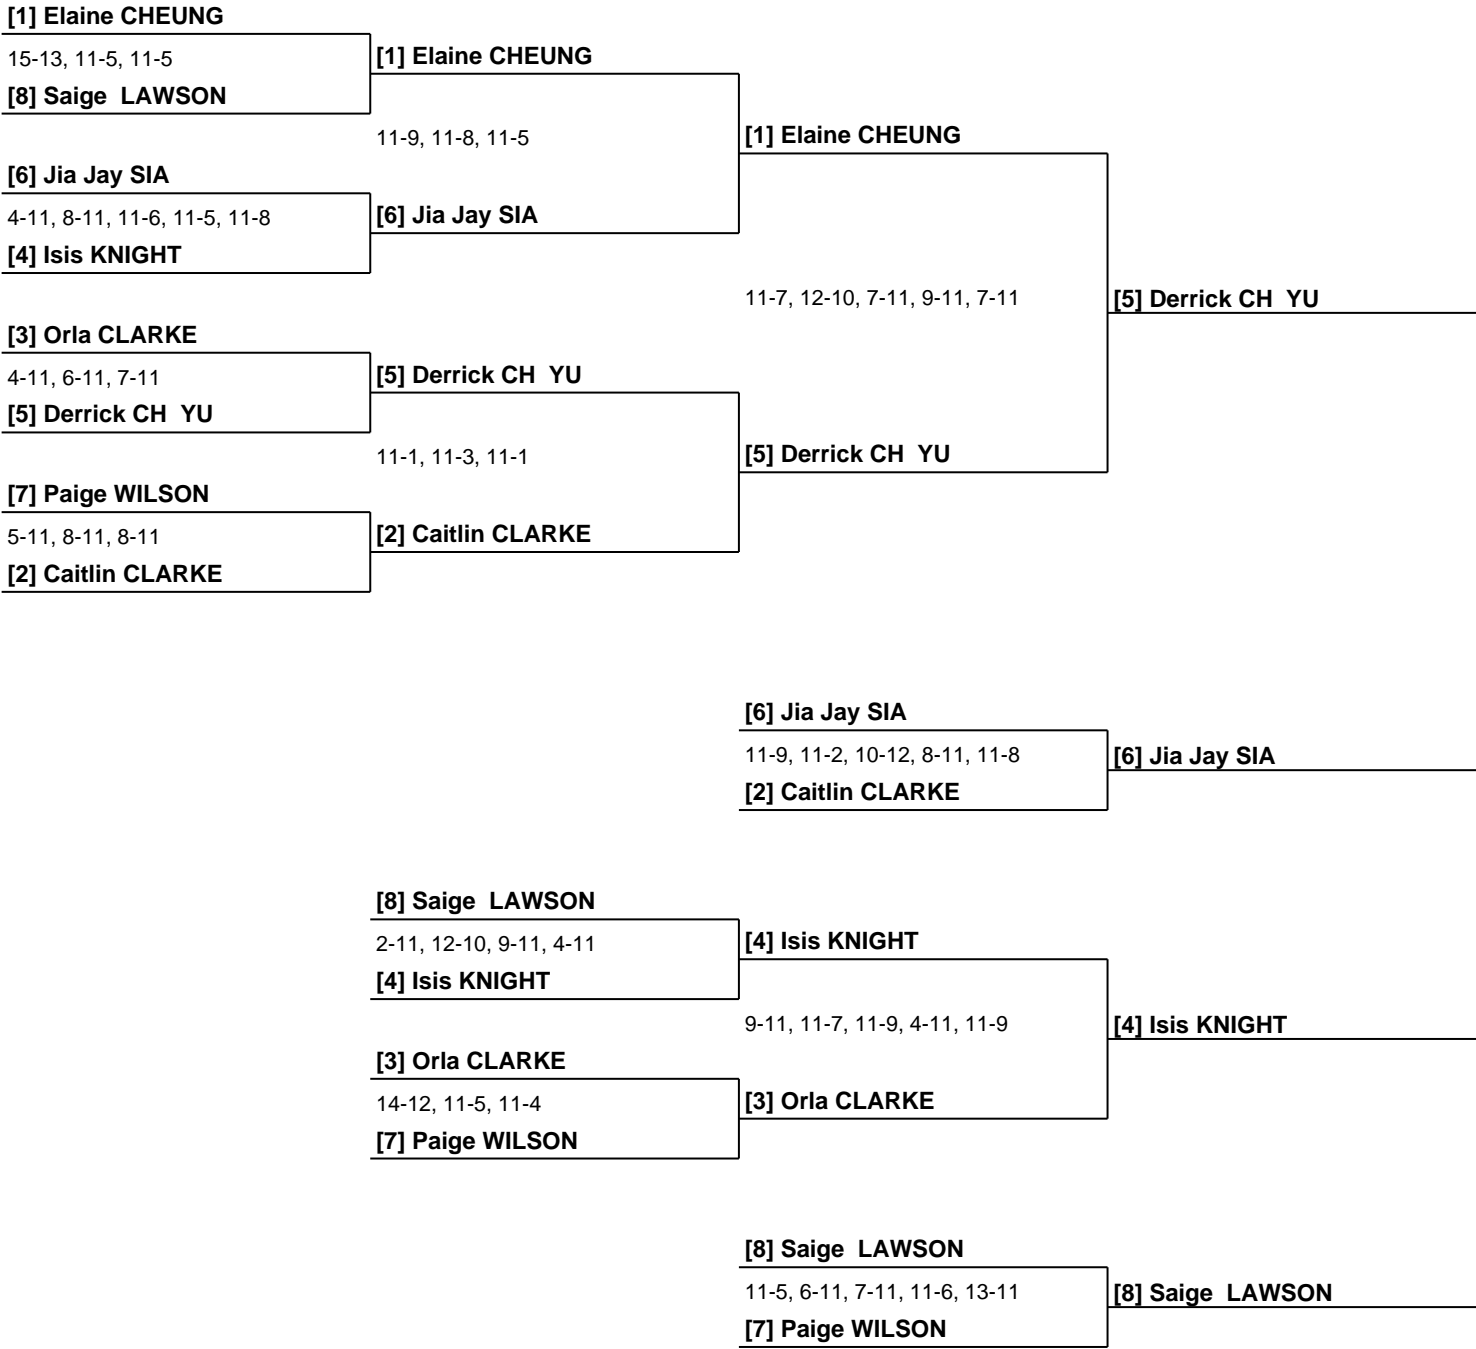 [1] Elaine CHEUNG
15-13, 11-5, 11-5
[1] Elaine CHEUNG
[8] Saige  LAWSON
11-9, 11-8, 11-5
[1] Elaine CHEUNG
[6] Jia Jay SIA
4-11, 8-11, 11-6, 11-5, 11-8
[6] Jia Jay SIA
[4] Isis KNIGHT
11-7, 12-10, 7-11, 9-11, 7-11
[5] Derrick CH  YU
[3] Orla CLARKE
4-11, 6-11, 7-11
[5] Derrick CH  YU
[5] Derrick CH  YU
11-1, 11-3, 11-1
[5] Derrick CH  YU
[7] Paige WILSON
5-11, 8-11, 8-11
[2] Caitlin CLARKE
[2] Caitlin CLARKE
[6] Jia Jay SIA
11-9, 11-2, 10-12, 8-11, 11-8
[6] Jia Jay SIA
[2] Caitlin CLARKE
[8] Saige  LAWSON
2-11, 12-10, 9-11, 4-11
[4] Isis KNIGHT
[4] Isis KNIGHT
9-11, 11-7, 11-9, 4-11, 11-9
[4] Isis KNIGHT
[3] Orla CLARKE
14-12, 11-5, 11-4
[3] Orla CLARKE
[7] Paige WILSON
[8] Saige  LAWSON
11-5, 6-11, 7-11, 11-6, 13-11
[8] Saige  LAWSON
[7] Paige WILSON